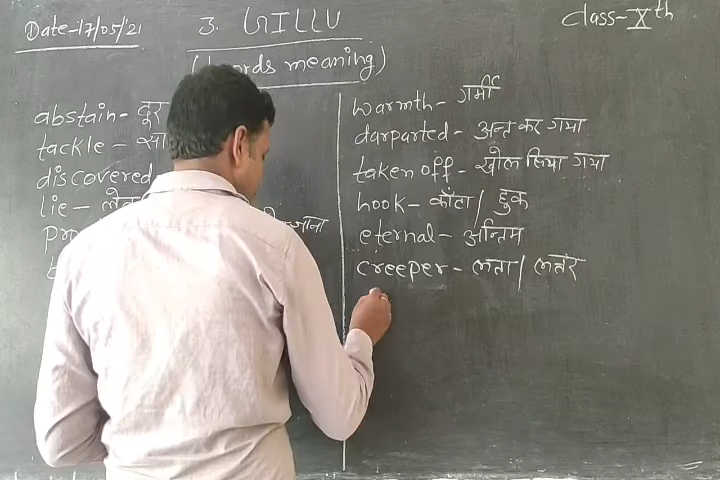 Date-17/05/21
3. GILLU
Class-Xth
(Words meaning)
abstain- दूर
tackle-
discovered
lie-
जाना
warmth- गर्मी
darparted- अन्त कर गया
taken off- खोल लिया गया
hook- काँटा/ हुक
eternal- अन्तिम
creeper- लता/ लतर